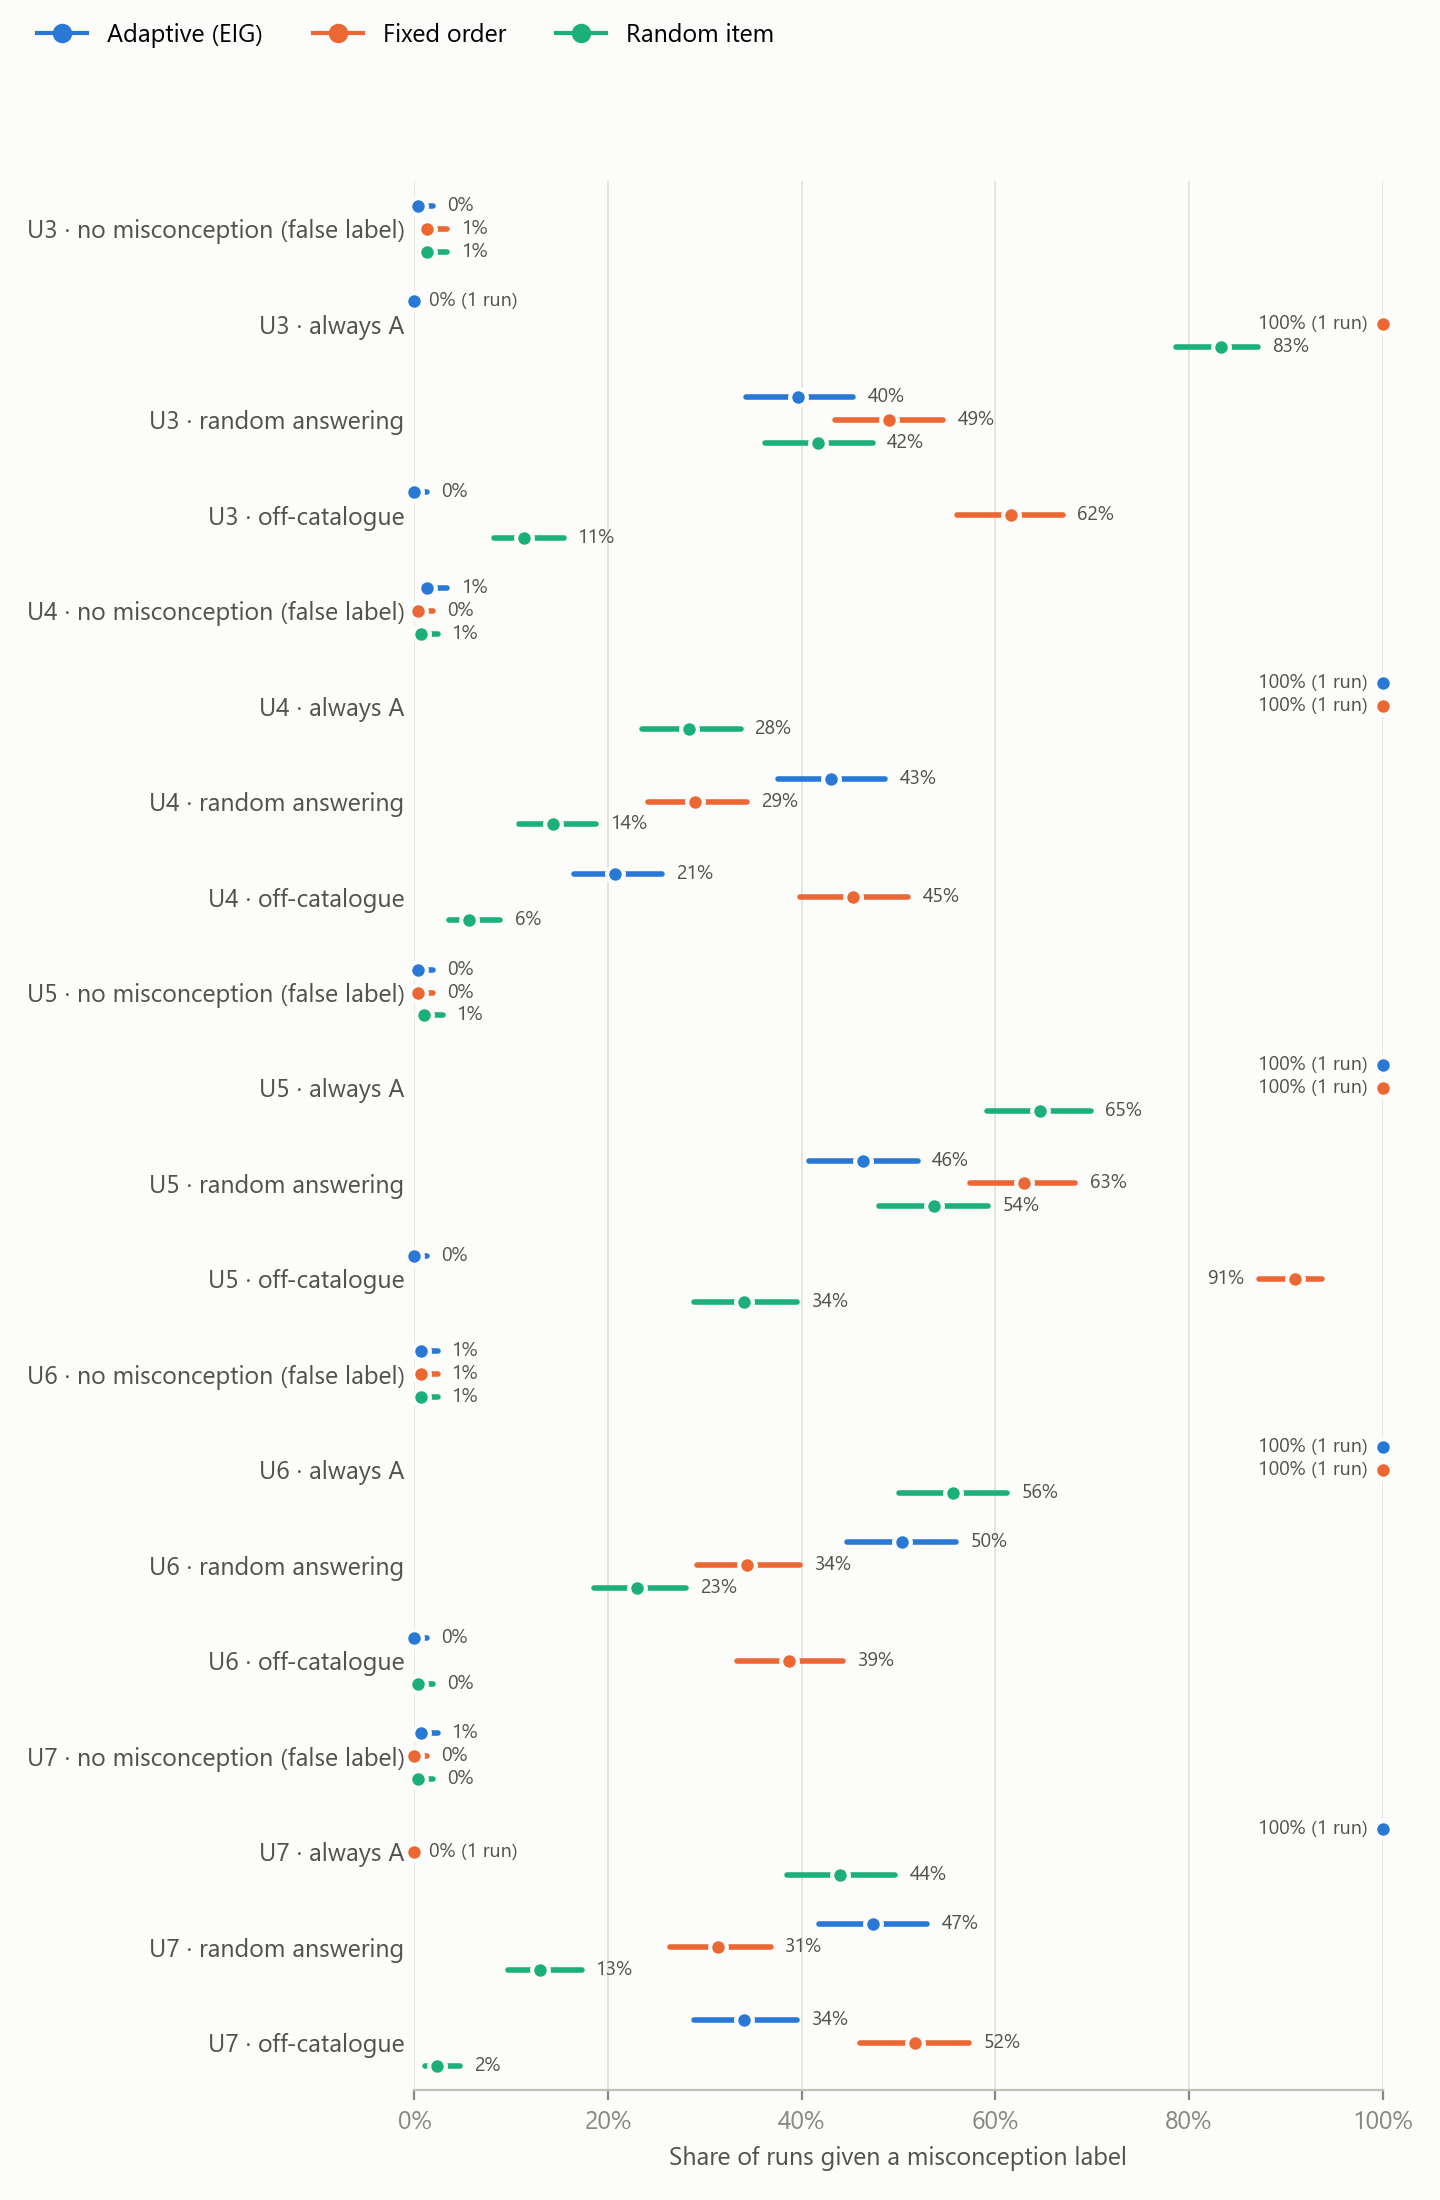 Adaptive (EIG) Fixed order Random item
0%
U3 · no misconception (false label) 1%
1%
0% (1 run)
U3 · always A 100% (1 run)
83%
40%
U3 · random answering 49%
42%
0%
U3 · off-catalogue 62%
11%
1%
U4 · no misconception (false label) 0%
1%
100% (1 run)
U4 · always A 100% (1 run)
28%
43%
U4 · random answering 29%
14%
21%
U4 · off-catalogue 45%
6%
0%
U5 · no misconception (false label) 0%
1%
100% (1 run)
U5 · always A 100% (1 run)
65%
46%
U5 · random answering 63%
54%
0%
U5 · off-catalogue 91%
34%
1%
U6 · no misconception (false label) 1%
1%
100% (1 run)
U6 · always A 100% (1 run)
56%
50%
U6 · random answering 34%
23%
0%
U6 · off-catalogue 39%
0%
1%
U7 · no misconception (false label) 0%
0%
100% (1 run)
U7 · always A 0% (1 run)
44%
47%
U7 · random answering 31%
13%
34%
U7 · off-catalogue 52%
2%
0% 20% 40% 60% 80% 100%
Share of runs given a misconception label